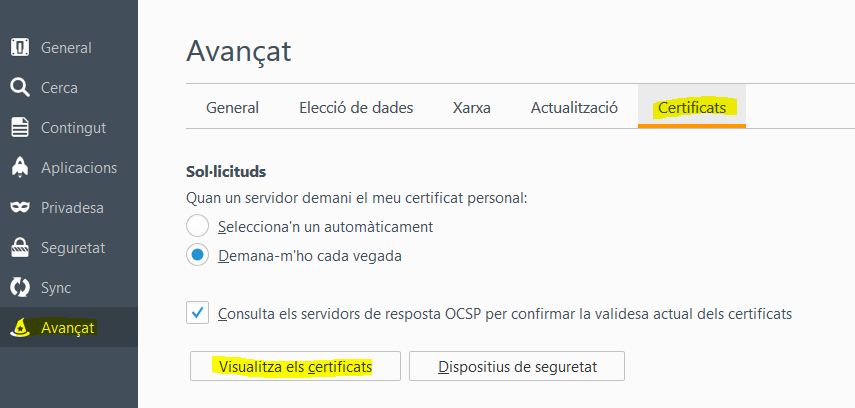 General
Cerca
Contingut
Aplicacions
Privadesa
Seguretat
Sync
Avançat
Avançat
General Elecció de dades Xarxa Actualització Certificats
Sol·licituds
Quan un servidor demani el meu certificat personal:
Selecciona'n un automàticament
Demana-m'ho cada vegada
Consulta els servidors de resposta OCSP per confirmar la validesa actual dels certificats
Visualitza els certificats Dispositius de seguretat